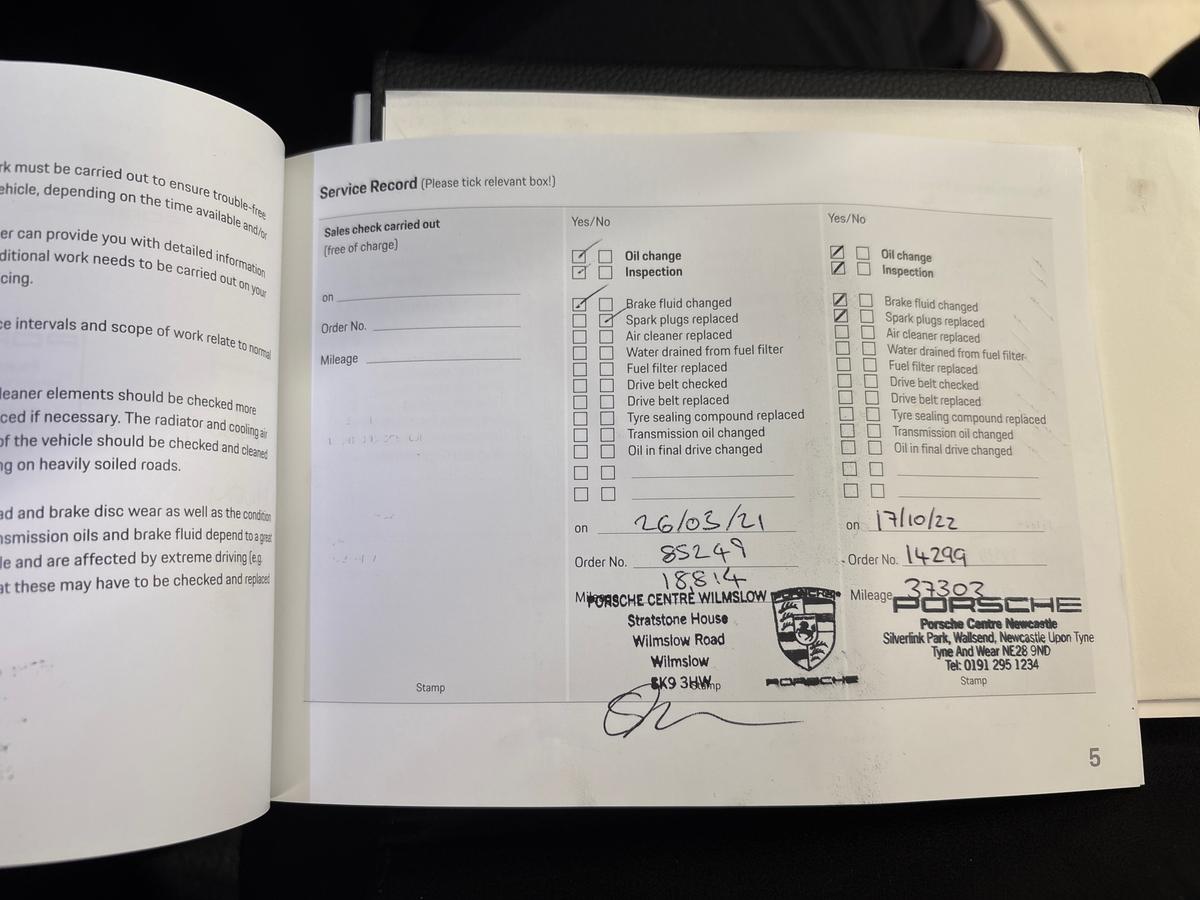 rk must be carried out to ensure trouble-free
ehicle, depending on the time available and/or
er can provide you with detailed information
ditional work needs to be carried out on your
cing.
ce intervals and scope of work relate to normal
leaner elements should be checked more
ced if necessary. The radiator and cooling air
of the vehicle should be checked and cleaned
ng on heavily soiled roads.
ad and brake disc wear as well as the condition
nsmission oils and brake fluid depend to a great
le and are affected by extreme driving (e.g.
at these may have to be checked and replaced
Service Record (Please tick relevant box!)
Sales check carried out
(free of charge)
on
Order No.
Mileage
Stamp
Yes/No
Oil change
Inspection
Brake fluid changed
Spark plugs replaced
Air cleaner replaced
Water drained from fuel filter
Fuel filter replaced
Drive belt checked
Drive belt replaced
Tyre sealing compound replaced
Transmission oil changed
Oil in final drive changed
on 26/03/21
Order No. 85249
Mileage 18,814
PORSCHE CENTRE WILMSLOW
Stratstone House
Wilmslow Road
Wilmslow
SK9 3HW
Stamp
PORSCHE
PORSCHE
Yes/No
Oil change
Inspection
Brake fluid changed
Spark plugs replaced
Air cleaner replaced
Water drained from fuel filter
Fuel filter replaced
Drive belt checked
Drive belt replaced
Tyre sealing compound replaced
Transmission oil changed
Oil in final drive changed
on 17/10/22
Order No. 14299
Mileage 37303
PORSCHE
Porsche Centre Newcastle
Silverlink Park, Wallsend, Newcastle Upon Tyne
Tyne And Wear NE28 9ND
Tel: 0191 295 1234
Stamp
5